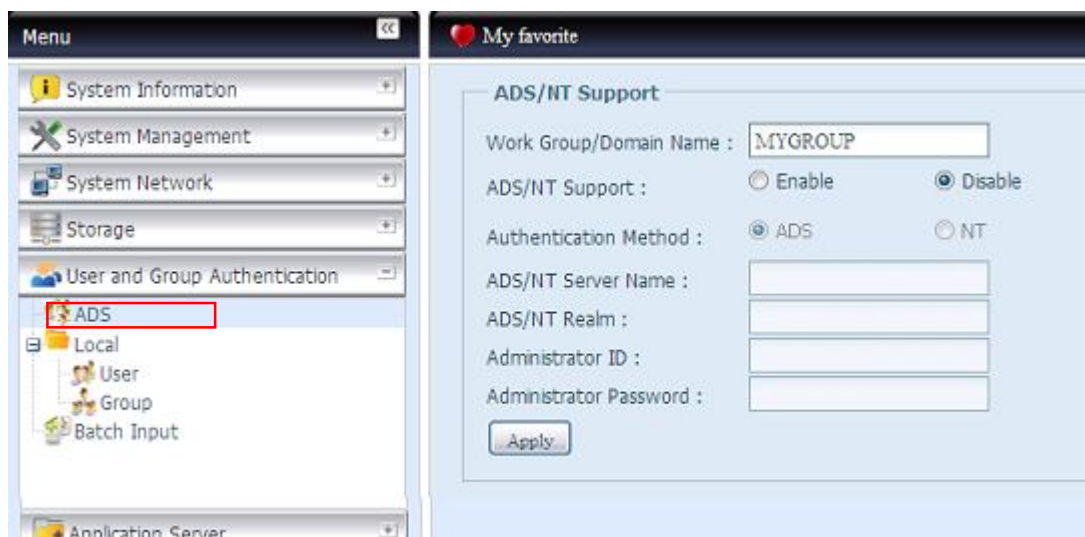 Menu
My favorite
System Information
System Management
System Network
Storage
User and Group Authentication
ADS
Local
User
Group
Batch Input
Application Server
ADS/NT Support
Work Group/Domain Name : MYGROUP
ADS/NT Support : Enable Disable
Authentication Method : ADS NT
ADS/NT Server Name :
ADS/NT Realm :
Administrator ID :
Administrator Password :
Apply